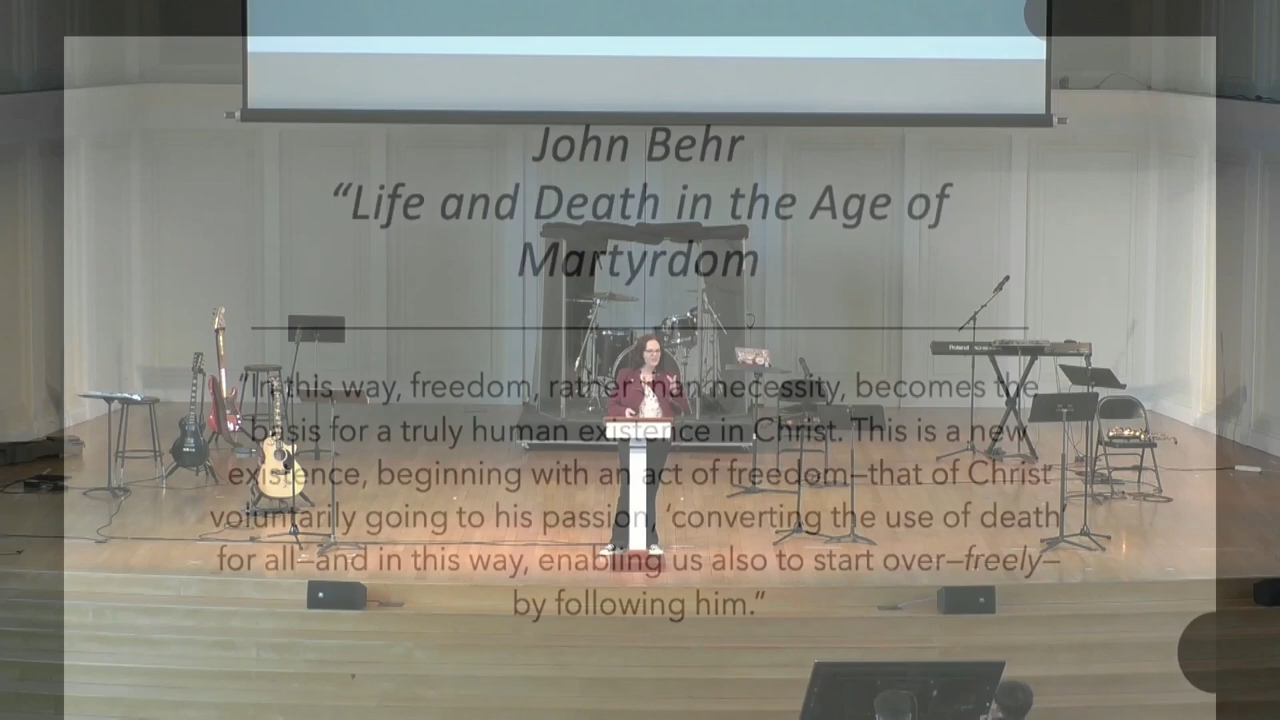 John Behr
“Life and Death in the Age of
Martyrdom
“In this way, freedom, rather than necessity, becomes the
basis for a truly human existence in Christ. This is a new
existence, beginning with an act of freedom–that of Christ
voluntarily going to his passion, ‘converting the use of death
for all–and in this way, enabling us also to start over–freely–
by following him.”
Roland